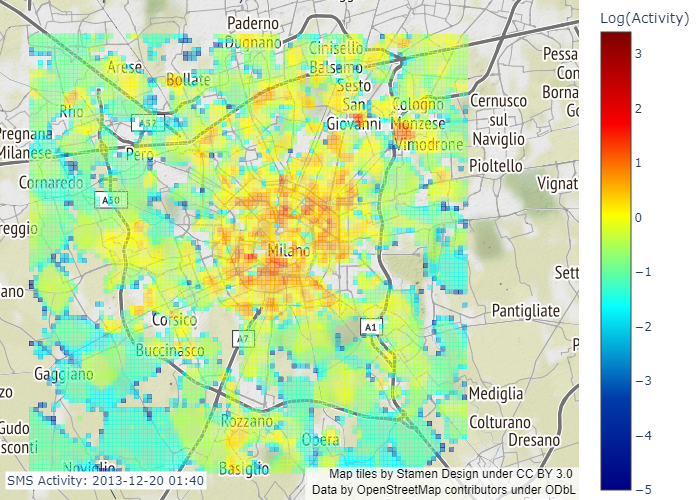 Log(Activity)
3
2
1
0
−1
−2
−3
−4
−5
Paderno
Dugnano
Cinisello
Balsamo
Arese
Bollate
Sesto
San
Giovanni
Rho
Cologno
Monzese
Cernusco
sul
Naviglio
Pessa
Con
Borna
Go
A52
Pregnana
Milanese
Pero
Vimodrone
Pioltello
Cornaredo
Vignat
A50
reggio
Milano
Sett
ano
Corsico
A1
Pantigliate
A7
Buccinasco
P
Gaggiano
zo
Mediglia
Rozzano
Colturano
Gudo
sconti
Opera
Dresano
Noviglio
Basiglio
SMS Activity: 2013-12-20 01:40
Map tiles by Stamen Design under CC BY 3.0
Data by OpenStreetMap contributors under ODbL